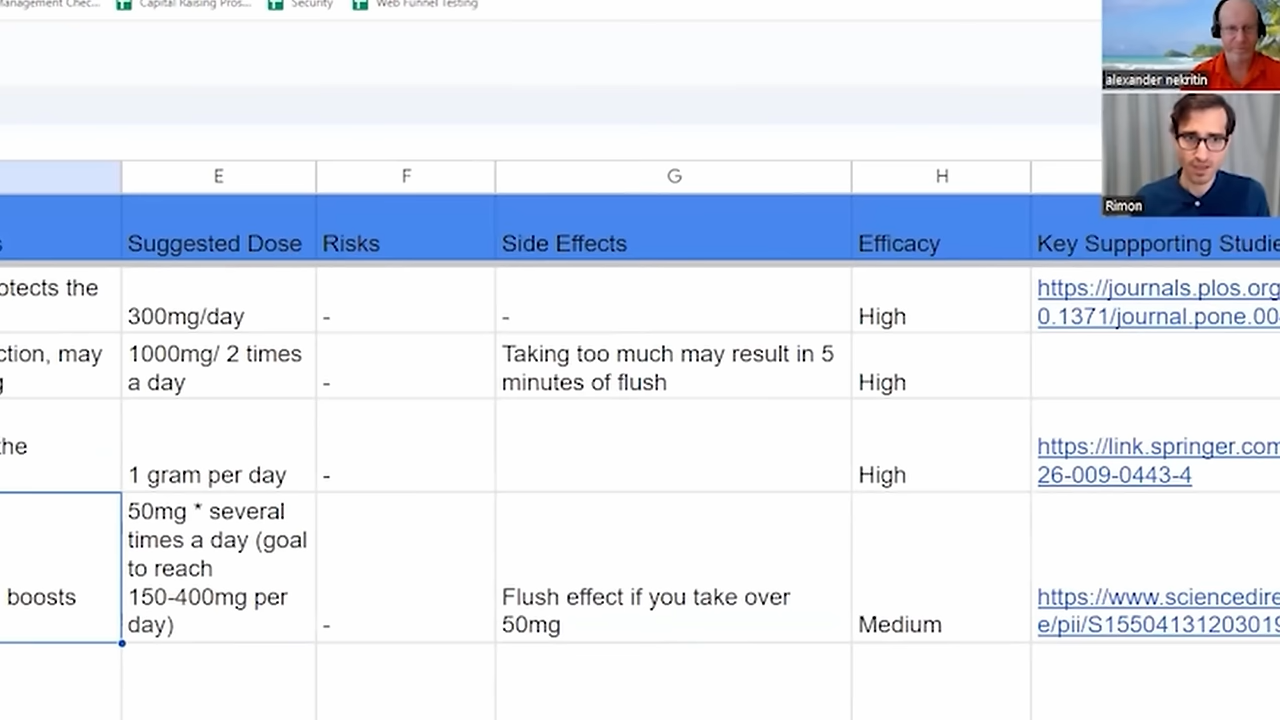 Management Chec... Capital Raising Pros... Security Web Funnel Testing
alexander nekritin
Rimon
E F G H
s Suggested Dose Risks Side Effects Efficacy Key Suppporting Studie
otects the
300mg/day - - High
https://journals.plos.org
0.1371/journal.pone.00
ction, may
g
1000mg/ 2 times
a day
-
Taking too much may result in 5
minutes of flush
High
the
1 gram per day - High
https://link.springer.com
26-009-0443-4
boosts
50mg * several
times a day (goal
to reach
150-400mg per
day)
-
Flush effect if you take over
50mg
Medium
https://www.sciencedire
e/pii/S15504131203019